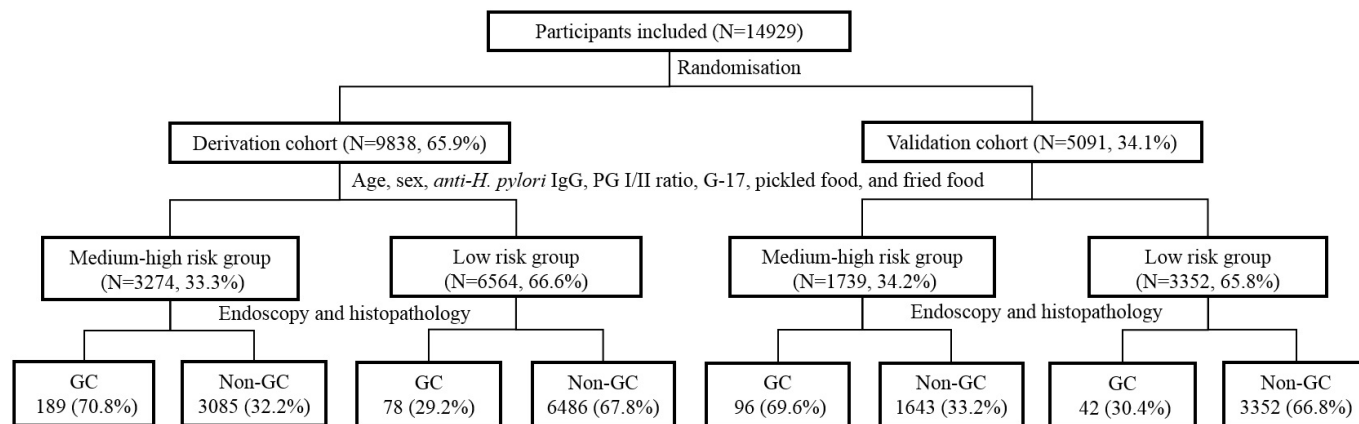 Participants included (N=14929)
Randomisation
Derivation cohort (N=9838, 65.9%)
Validation cohort (N=5091, 34.1%)
Age, sex, anti-H. pylori IgG, PG I/II ratio, G-17, pickled food, and fried food
Medium-high risk group
(N=3274, 33.3%)
Low risk group
(N=6564, 66.6%)
Medium-high risk group
(N=1739, 34.2%)
Low risk group
(N=3352, 65.8%)
Endoscopy and histopathology
Endoscopy and histopathology
GC
189 (70.8%)
Non-GC
3085 (32.2%)
GC
78 (29.2%)
Non-GC
6486 (67.8%)
GC
96 (69.6%)
Non-GC
1643 (33.2%)
GC
42 (30.4%)
Non-GC
3352 (66.8%)